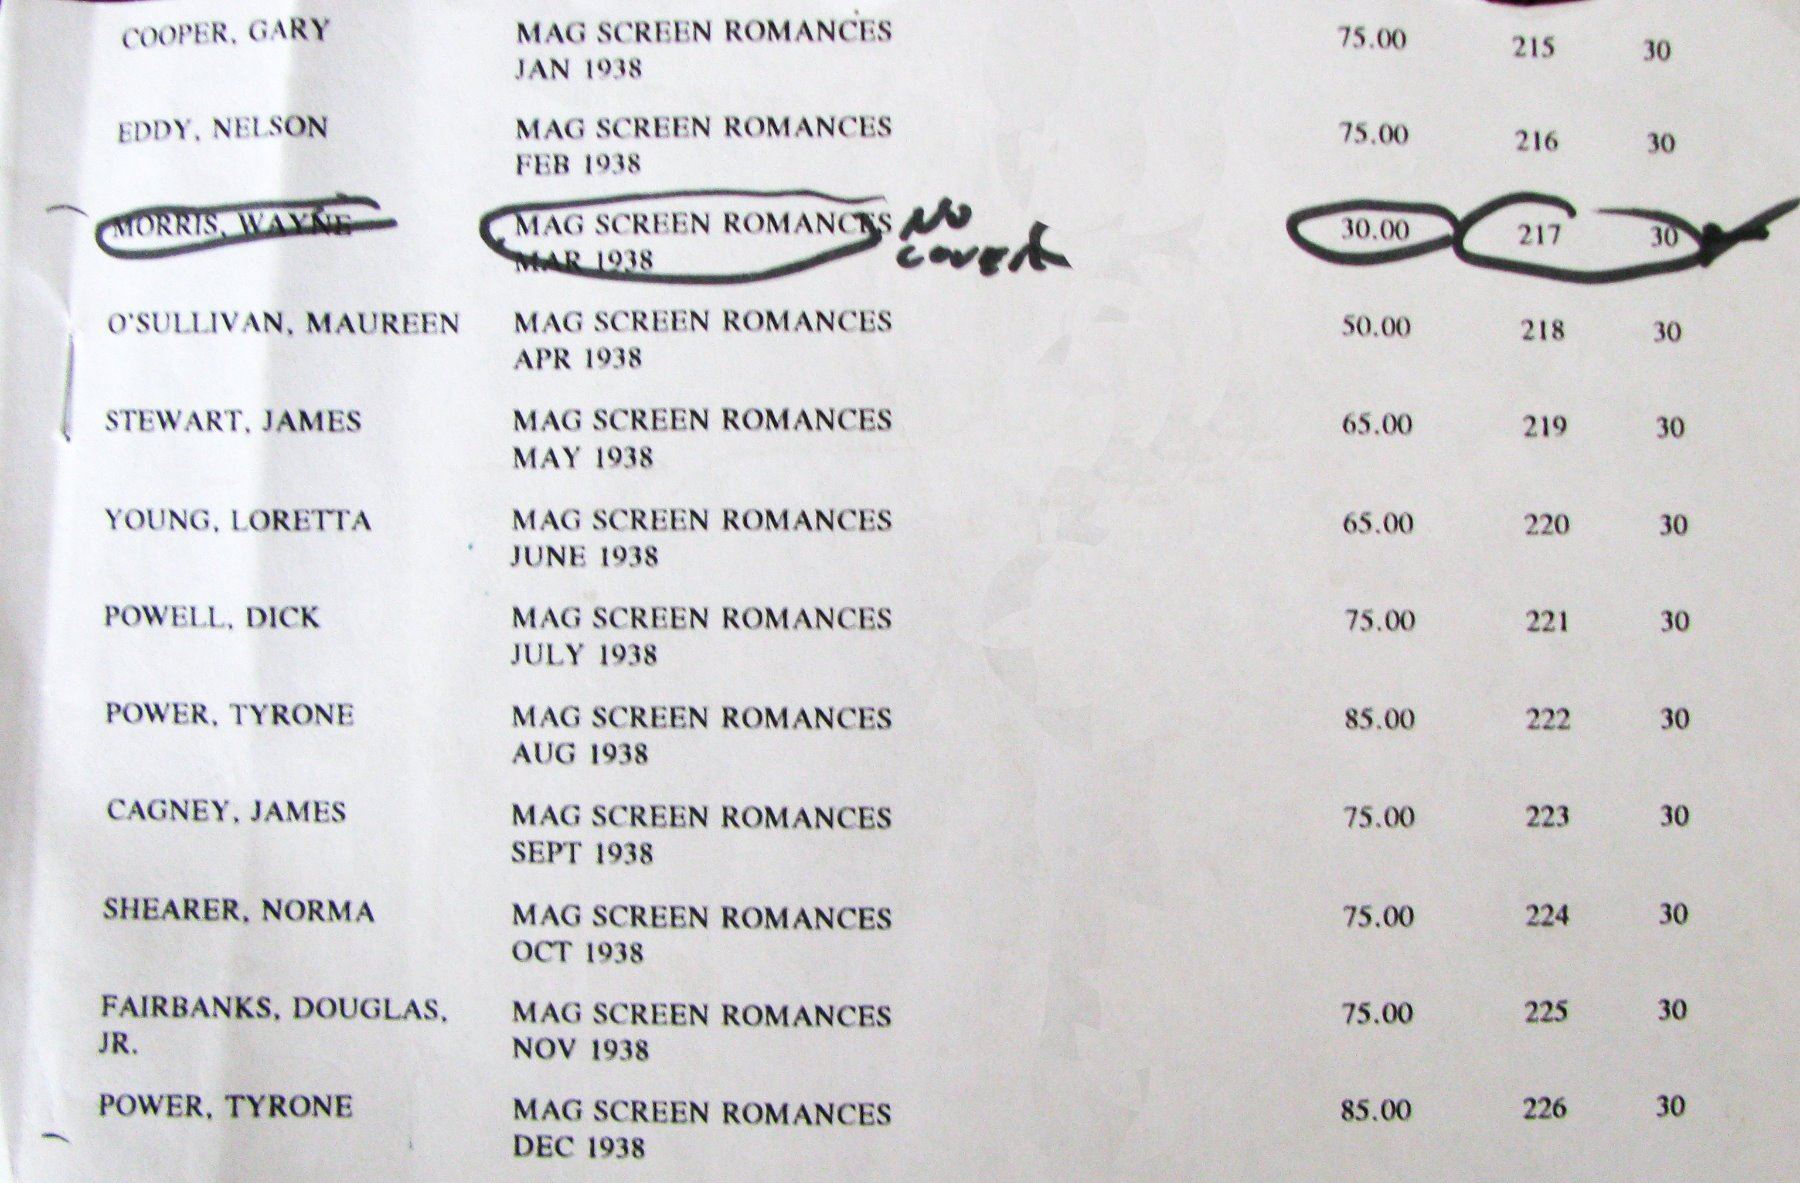 COOPER, GARY MAG SCREEN ROMANCES 75.00 215 30
JAN 1938
EDDY, NELSON MAG SCREEN ROMANCES 75.00 216 30
FEB 1938
MORRIS, WAYNE MAG SCREEN ROMANCES NO 30.00 217 30
MAR 1938 COVER
O'SULLIVAN, MAUREEN MAG SCREEN ROMANCES 50.00 218 30
APR 1938
STEWART, JAMES MAG SCREEN ROMANCES 65.00 219 30
MAY 1938
YOUNG, LORETTA MAG SCREEN ROMANCES 65.00 220 30
JUNE 1938
POWELL, DICK MAG SCREEN ROMANCES 75.00 221 30
JULY 1938
POWER, TYRONE MAG SCREEN ROMANCES 85.00 222 30
AUG 1938
CAGNEY, JAMES MAG SCREEN ROMANCES 75.00 223 30
SEPT 1938
SHEARER, NORMA MAG SCREEN ROMANCES 75.00 224 30
OCT 1938
FAIRBANKS, DOUGLAS, MAG SCREEN ROMANCES 75.00 225 30
JR. NOV 1938
POWER, TYRONE MAG SCREEN ROMANCES 85.00 226 30
DEC 1938